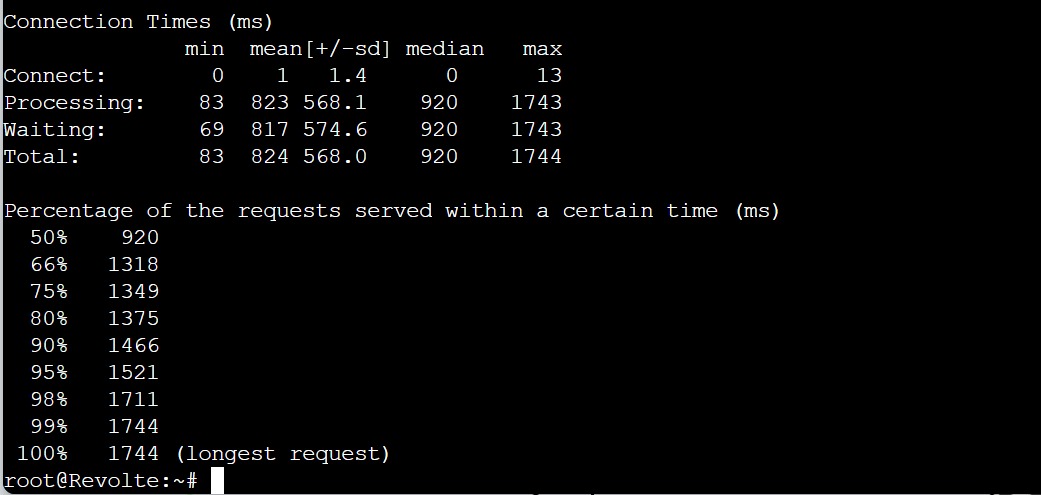 Connection Times (ms)
              min  mean[+/-sd] median   max
Connect:        0    1   1.4      0      13
Processing:    83  823 568.1    920    1743
Waiting:       69  817 574.6    920    1743
Total:         83  824 568.0    920    1744
Percentage of the requests served within a certain time (ms)
  50%    920
  66%   1318
  75%   1349
  80%   1375
  90%   1466
  95%   1521
  98%   1711
  99%   1744
 100%   1744 (longest request)
root@Revolte:~#